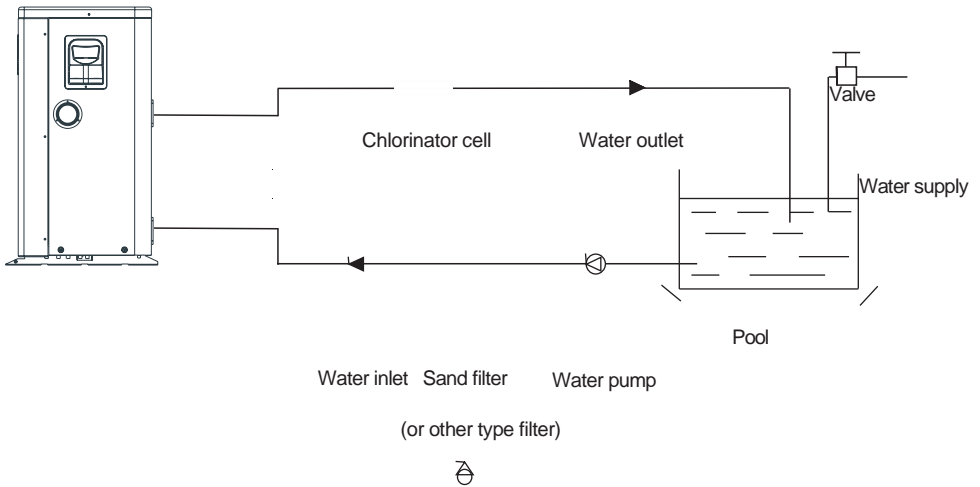 Valve
Chlorinator cell Water outlet
Water supply
Pool
Water inlet Sand filter Water pump
(or other type filter)